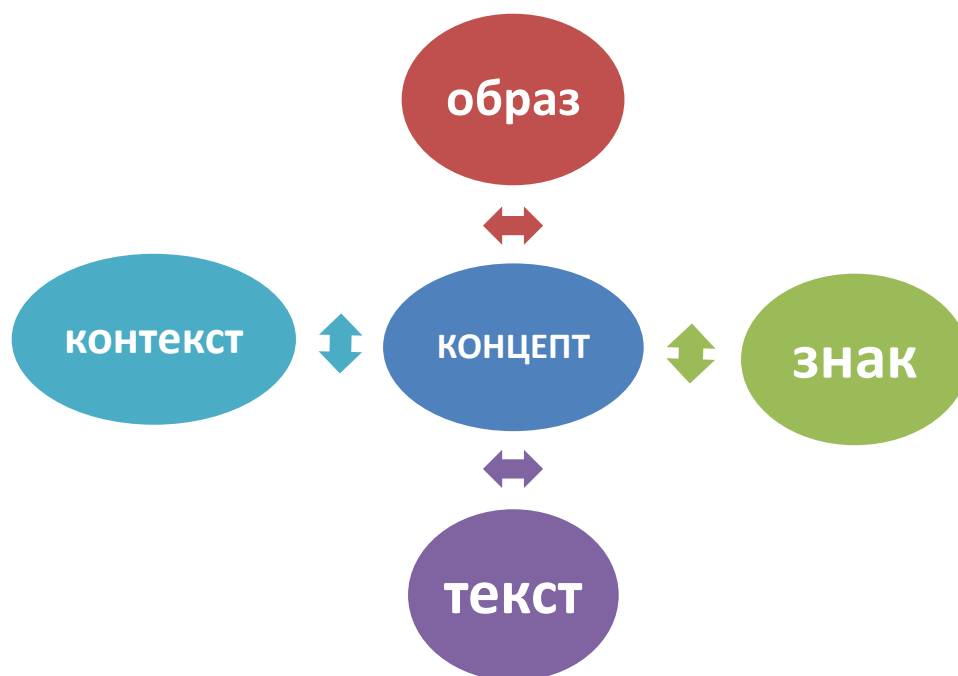 образ
контекст
КОНЦЕПТ
знак
текст